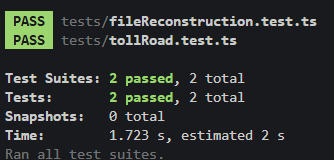 PASS tests/fileReconstruction.test.ts
PASS tests/tollRoad.test.ts
Test Suites: 2 passed, 2 total
Tests: 2 passed, 2 total
Snapshots: 0 total
Time: 1.723 s, estimated 2 s
Ran all test suites.